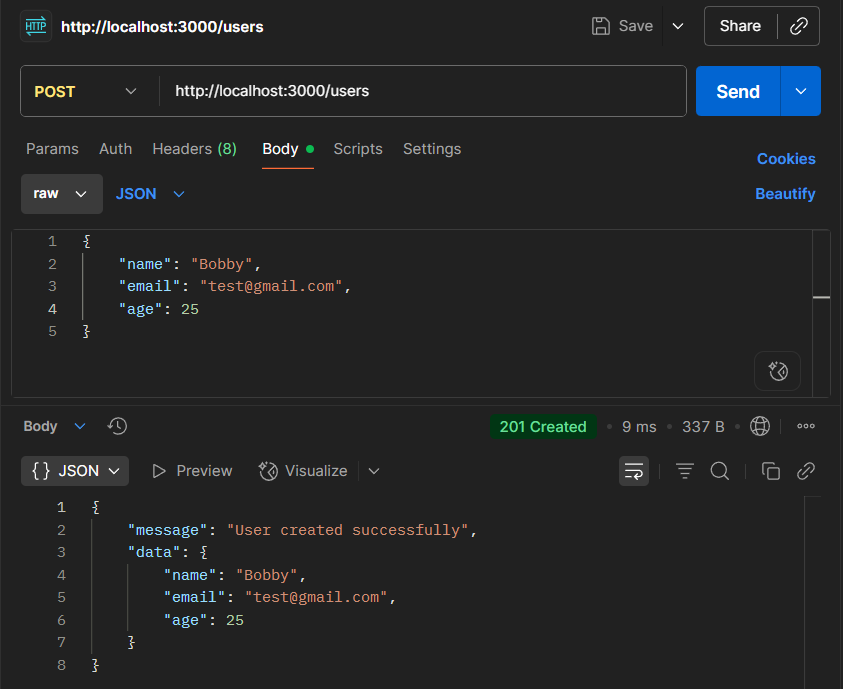 HTTP http://localhost:3000/users Save Share
POST http://localhost:3000/users Send
Params Auth Headers (8) Body Scripts Settings Cookies
raw JSON Beautify
1 {
2 "name": "Bobby",
3 "email": "test@gmail.com",
4 "age": 25
5 }
Body 201 Created • 9 ms • 337 B •
{} JSON Preview Visualize
1 {
2 "message": "User created successfully",
3 "data": {
4 "name": "Bobby",
5 "email": "test@gmail.com",
6 "age": 25
7 }
8 }